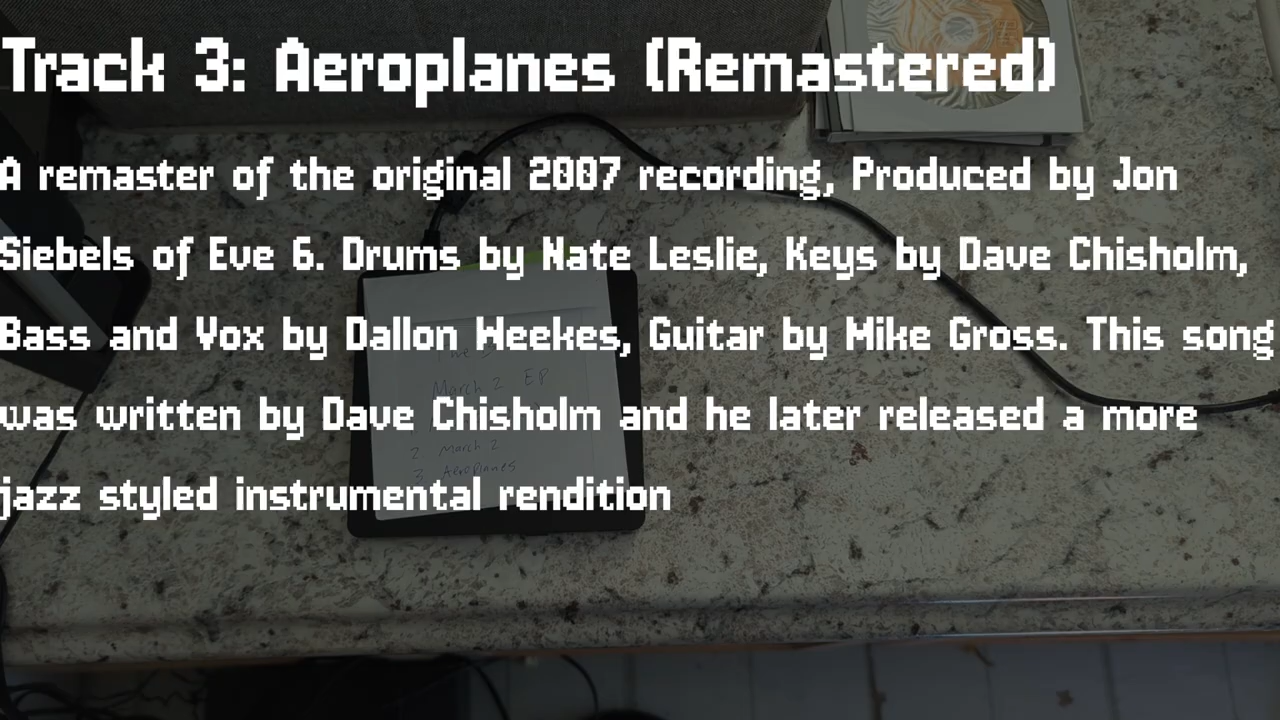 Track 3: Aeroplanes (Remastered)
A remaster of the original 2007 recording, Produced by Jon
Siebels of Eve 6. Drums by Nate Leslie, Keys by Dave Chisholm,
Bass and Vox by Dallon Weekes, Guitar by Mike Gross. This song
was written by Dave Chisholm and he later released a more
jazz styled instrumental rendition
March 2 EP
2 March 2
Aeroplanes